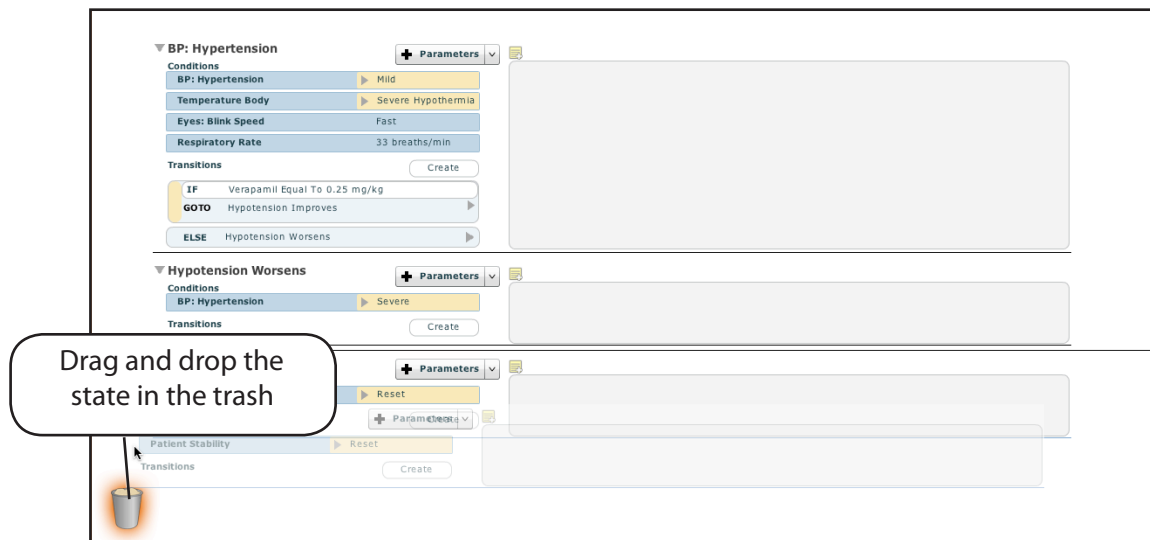 BP: Hypertension
Parameters
Conditions
BP: Hypertension Mild
Temperature Body Severe Hypothermia
Eyes: Blink Speed Fast
Respiratory Rate 33 breaths/min
Transitions Create
IF Verapamil Equal To 0.25 mg/kg
GOTO Hypotension Improves
ELSE Hypotension Worsens
Hypotension Worsens
Parameters
Conditions
BP: Hypertension Severe
Transitions Create
Drag and drop the
state in the trash
Parameters
Reset
Parameters Create
Patient Stability Reset
Transitions Create